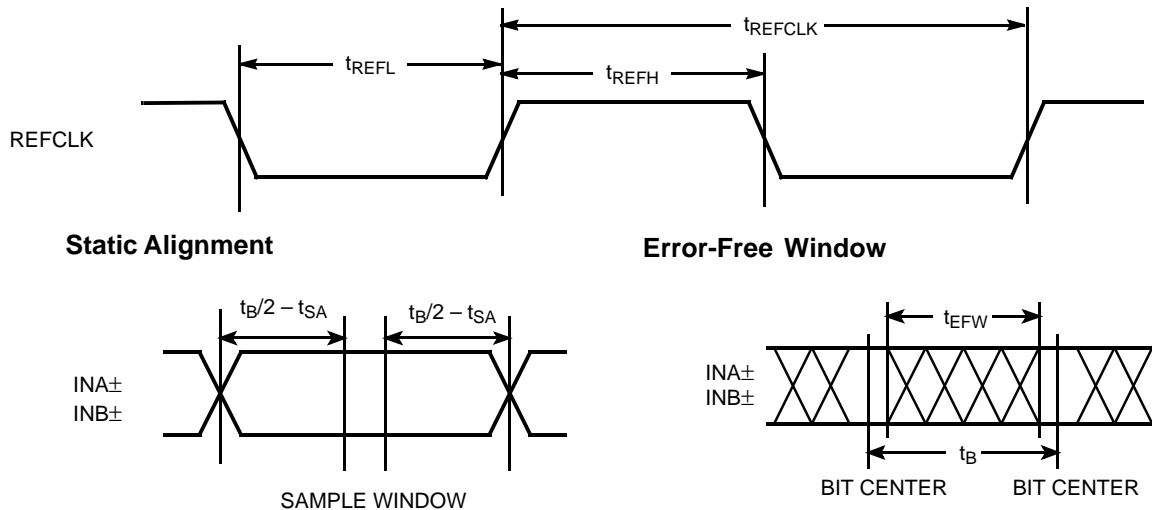 tREFCLK
tREFL
tREFH
REFCLK
Static Alignment
Error-Free Window
tB/2 – tSA
tB/2 – tSA
tEFW
INA±
INB±
INA±
INB±
tB
SAMPLE WINDOW
BIT CENTER
BIT CENTER